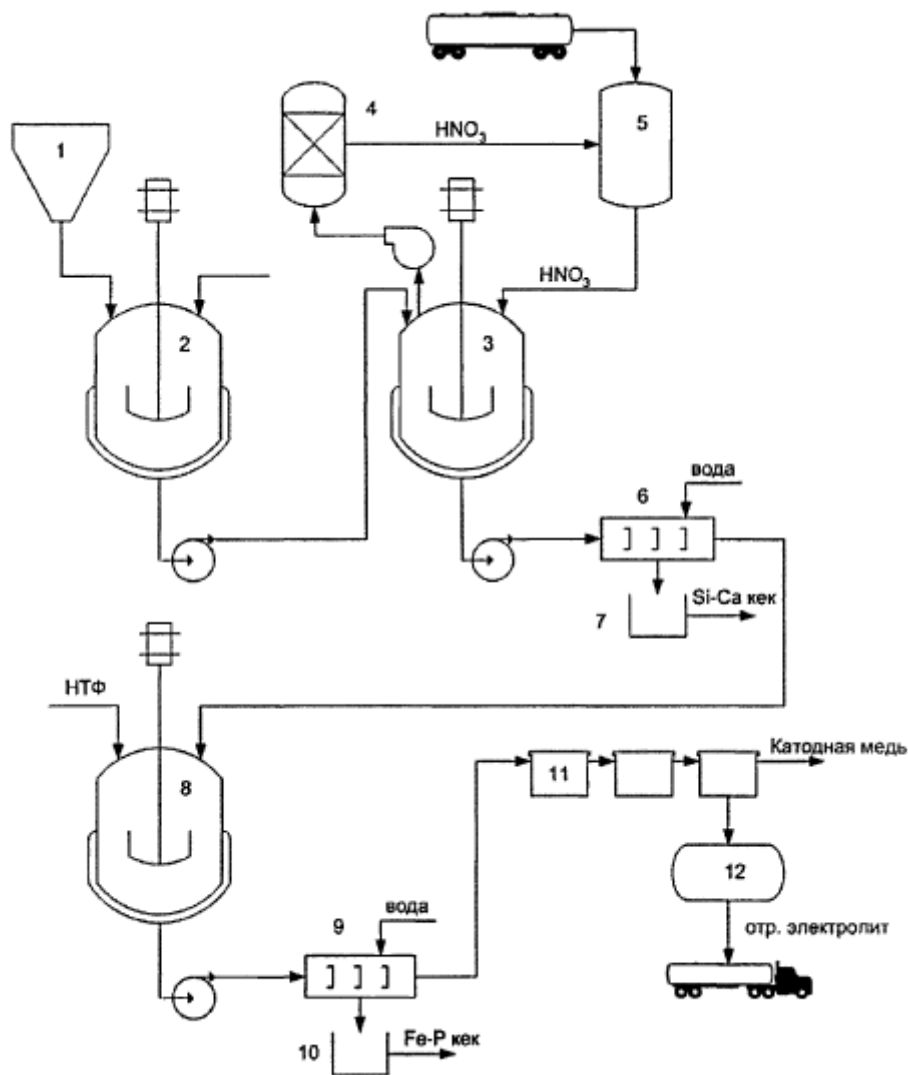 4
HNO3
5
1
HNO3
2
3
6
вода
Si-Ca кек
7
НТФ
8
11
Катодная медь
12
отр. электролит
9
вода
10
Fe-P кек